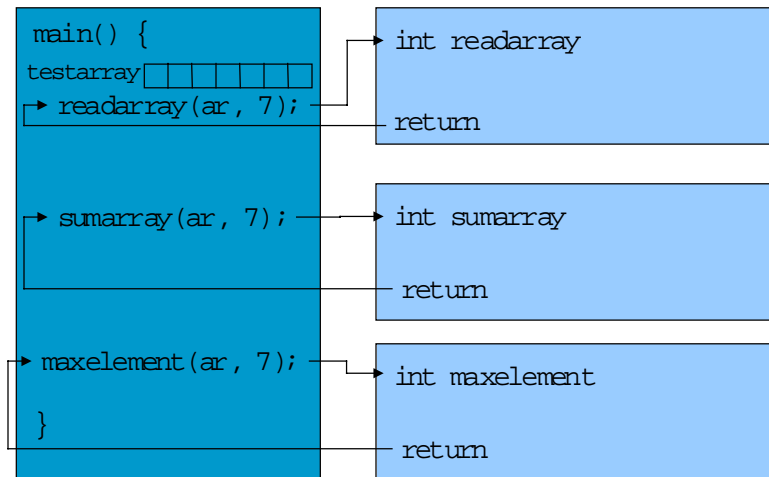 main() {
testarray
readarray(ar, 7);
sumarray(ar, 7);
maxelement(ar, 7);
}
int readarray
return
int sumarray
return
int maxelement
return